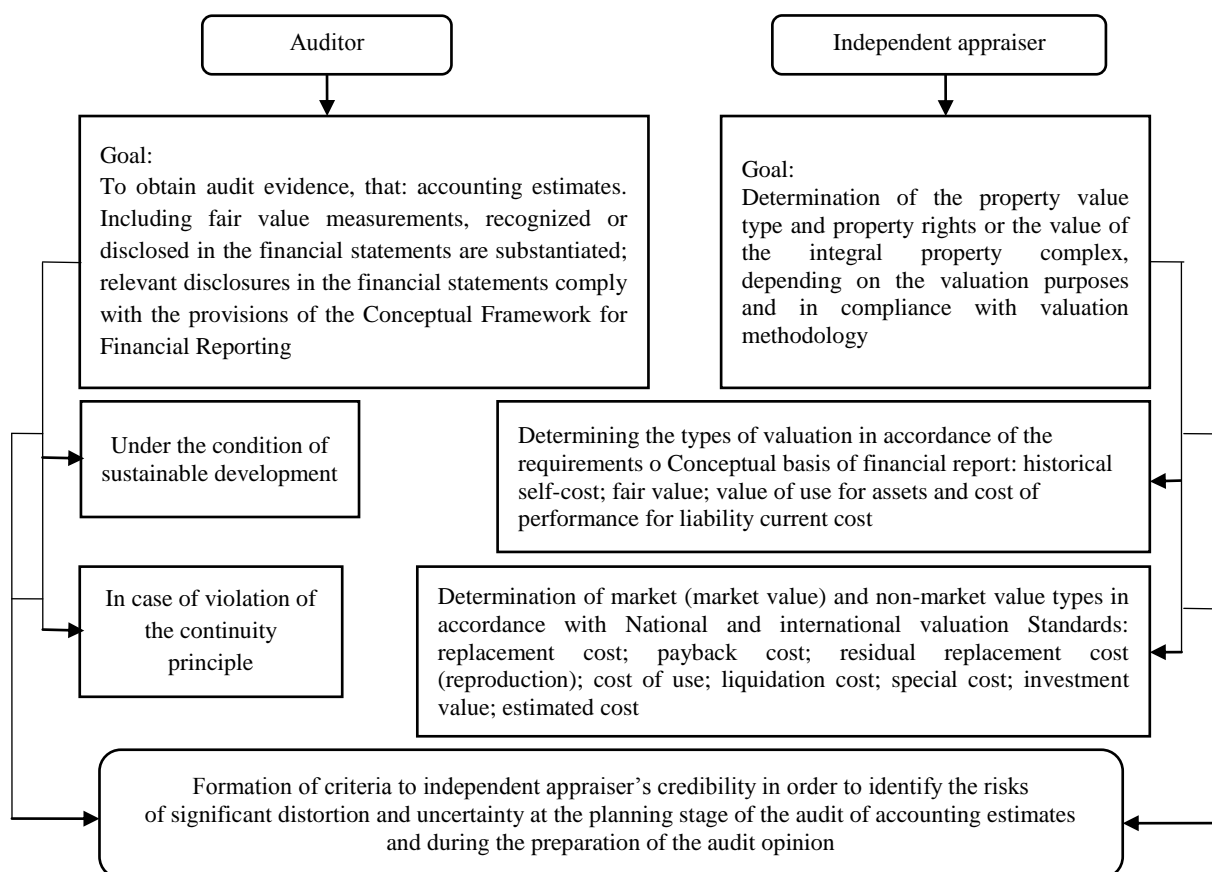 Auditor
Independent appraiser
Goal:
To obtain audit evidence, that: accounting estimates.
Including fair value measurements, recognized or
disclosed in the financial statements are substantiated;
relevant disclosures in the financial statements comply
with the provisions of the Conceptual Framework for
Financial Reporting
Goal:
Determination of the property value
type and property rights or the value of
the integral property complex,
depending on the valuation purposes
and in compliance with valuation
methodology
Under the condition of
sustainable development
Determining the types of valuation in accordance of the
requirements o Conceptual basis of financial report: historical
self-cost; fair value; value of use for assets and cost of
performance for liability current cost
In case of violation of
the continuity
principle
Determination of market (market value) and non-market value types in
accordance with National and international valuation Standards:
replacement cost; payback cost; residual replacement cost
(reproduction); cost of use; liquidation cost; special cost; investment
value; estimated cost
Formation of criteria to independent appraiser’s credibility in order to identify the risks
of significant distortion and uncertainty at the planning stage of the audit of accounting estimates
and during the preparation of the audit opinion